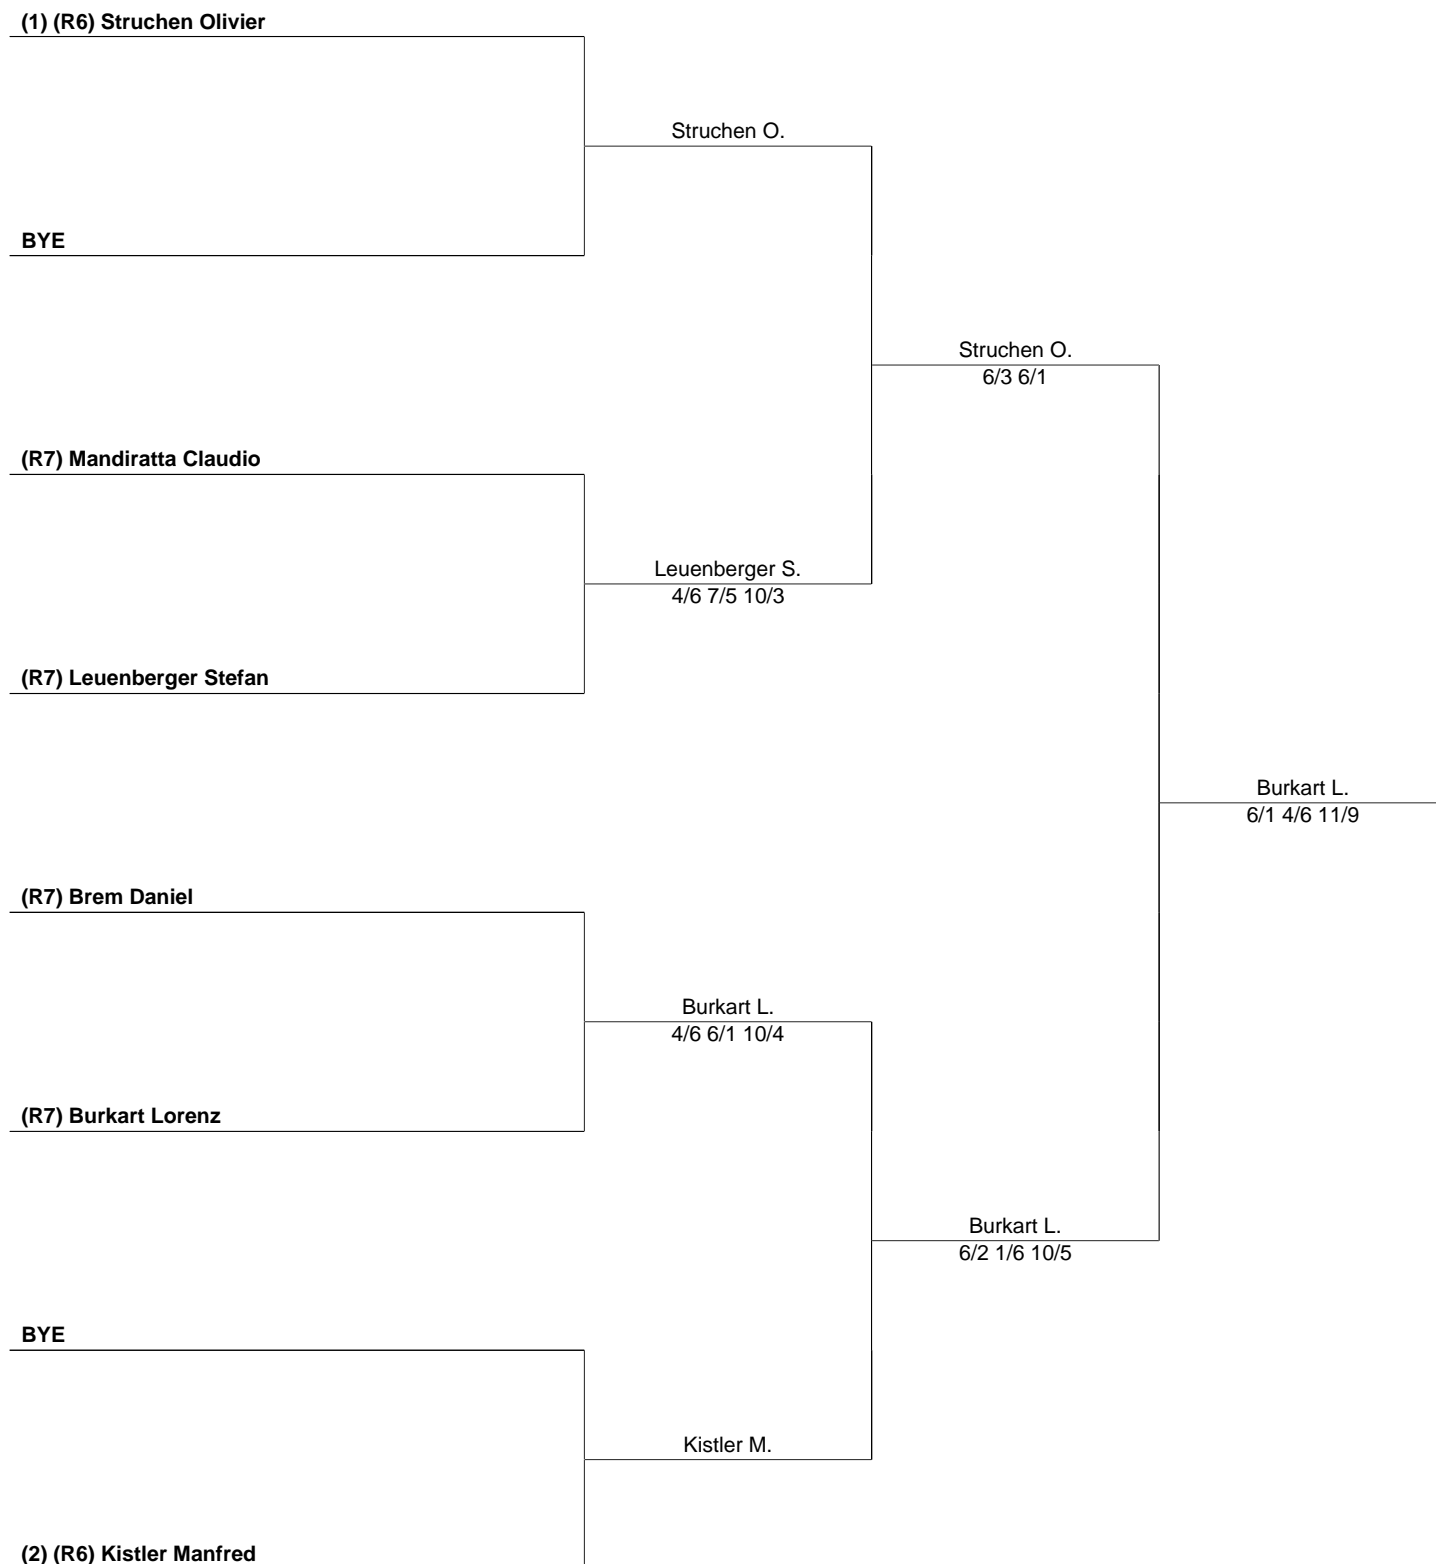 (1) (R6) Struchen Olivier
Struchen O.
BYE
Struchen O.
6/3 6/1
(R7) Mandiratta Claudio
Leuenberger S.
4/6 7/5 10/3
(R7) Leuenberger Stefan
Burkart L.
6/1 4/6 11/9
(R7) Brem Daniel
Burkart L.
4/6 6/1 10/4
(R7) Burkart Lorenz
Burkart L.
6/2 1/6 10/5
BYE
Kistler M.
(2) (R6) Kistler Manfred